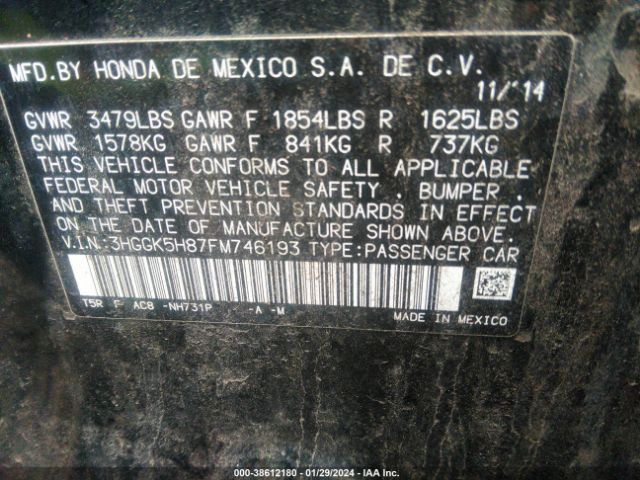 MFD.BY HONDA DE MEXICO S.A. DE C.V.
11/'14
GVWR 3479LBS GAWR F 1854LBS R 1625LBS
GVWR 1578KG GAWR F 841KG R 737KG
THIS VEHICLE CONFORMS TO ALL APPLICABLE
FEDERAL MOTOR VEHICLE SAFETY , BUMPER ,
AND THEFT PREVENTION STANDARDS IN EFFECT
ON THE DATE OF MANUFACTURE SHOWN ABOVE.
V.I.N.:3HGGK5H87FM746193 TYPE:PASSENGER CAR
T5R F AC8 -NH731P -A -M
MADE IN MEXICO
000-38612180 - 01/29/2024 - IAA Inc.